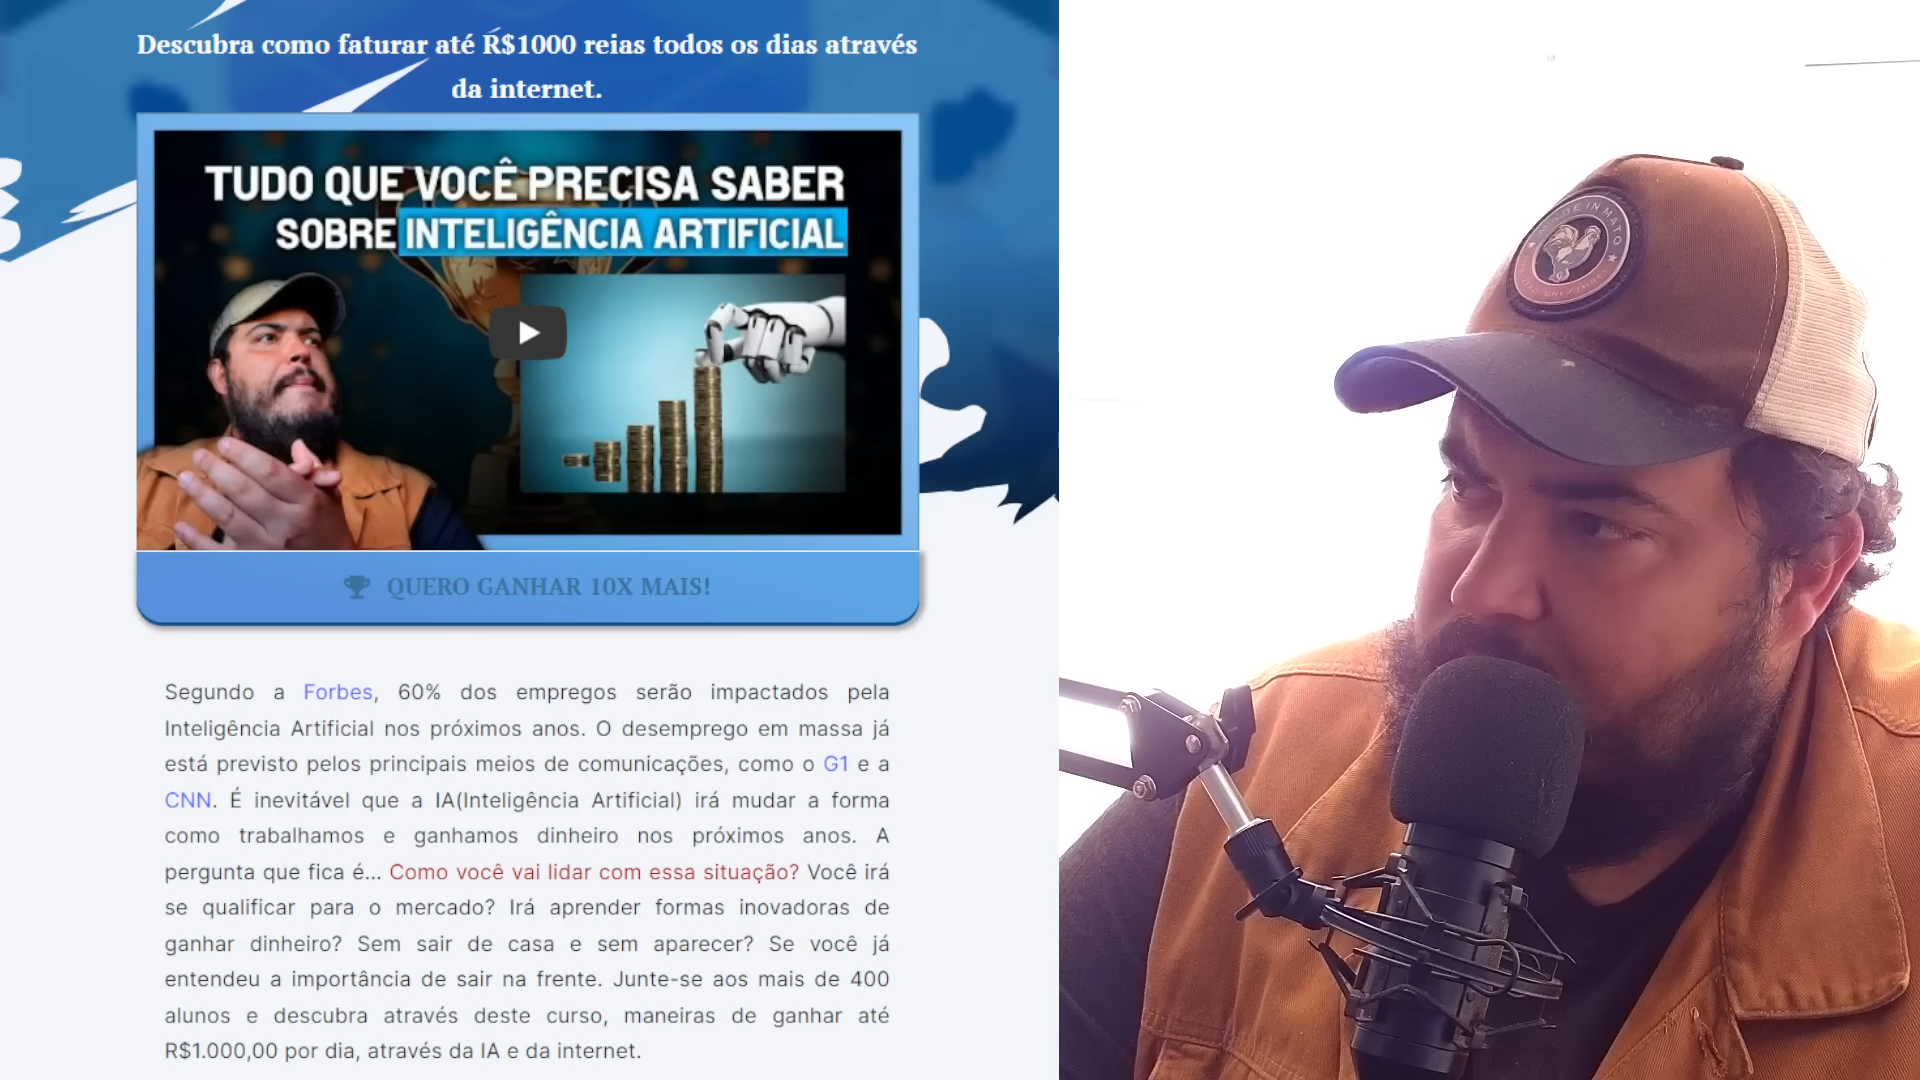 Descubra como faturar até R$1000 reias todos os dias através
da internet.
TUDO QUE VOCÊ PRECISA SABER
SOBRE INTELIGÊNCIA ARTIFICIAL
QUERO GANHAR 10X MAIS!
Segundo a Forbes, 60% dos empregos serão impactados pela
Inteligência Artificial nos próximos anos. O desemprego em massa já
está previsto pelos principais meios de comunicações, como o G1 e a
CNN. É inevitável que a IA(Inteligência Artificial) irá mudar a forma
como trabalhamos e ganhamos dinheiro nos próximos anos. A
pergunta que fica é... Como você vai lidar com essa situação? Você irá
se qualificar para o mercado? Irá aprender formas inovadoras de
ganhar dinheiro? Sem sair de casa e sem aparecer? Se você já
entendeu a importância de sair na frente. Junte-se aos mais de 400
alunos e descubra através deste curso, maneiras de ganhar até
R$1.000,00 por dia, através da IA e da internet.
MADE IN MATO